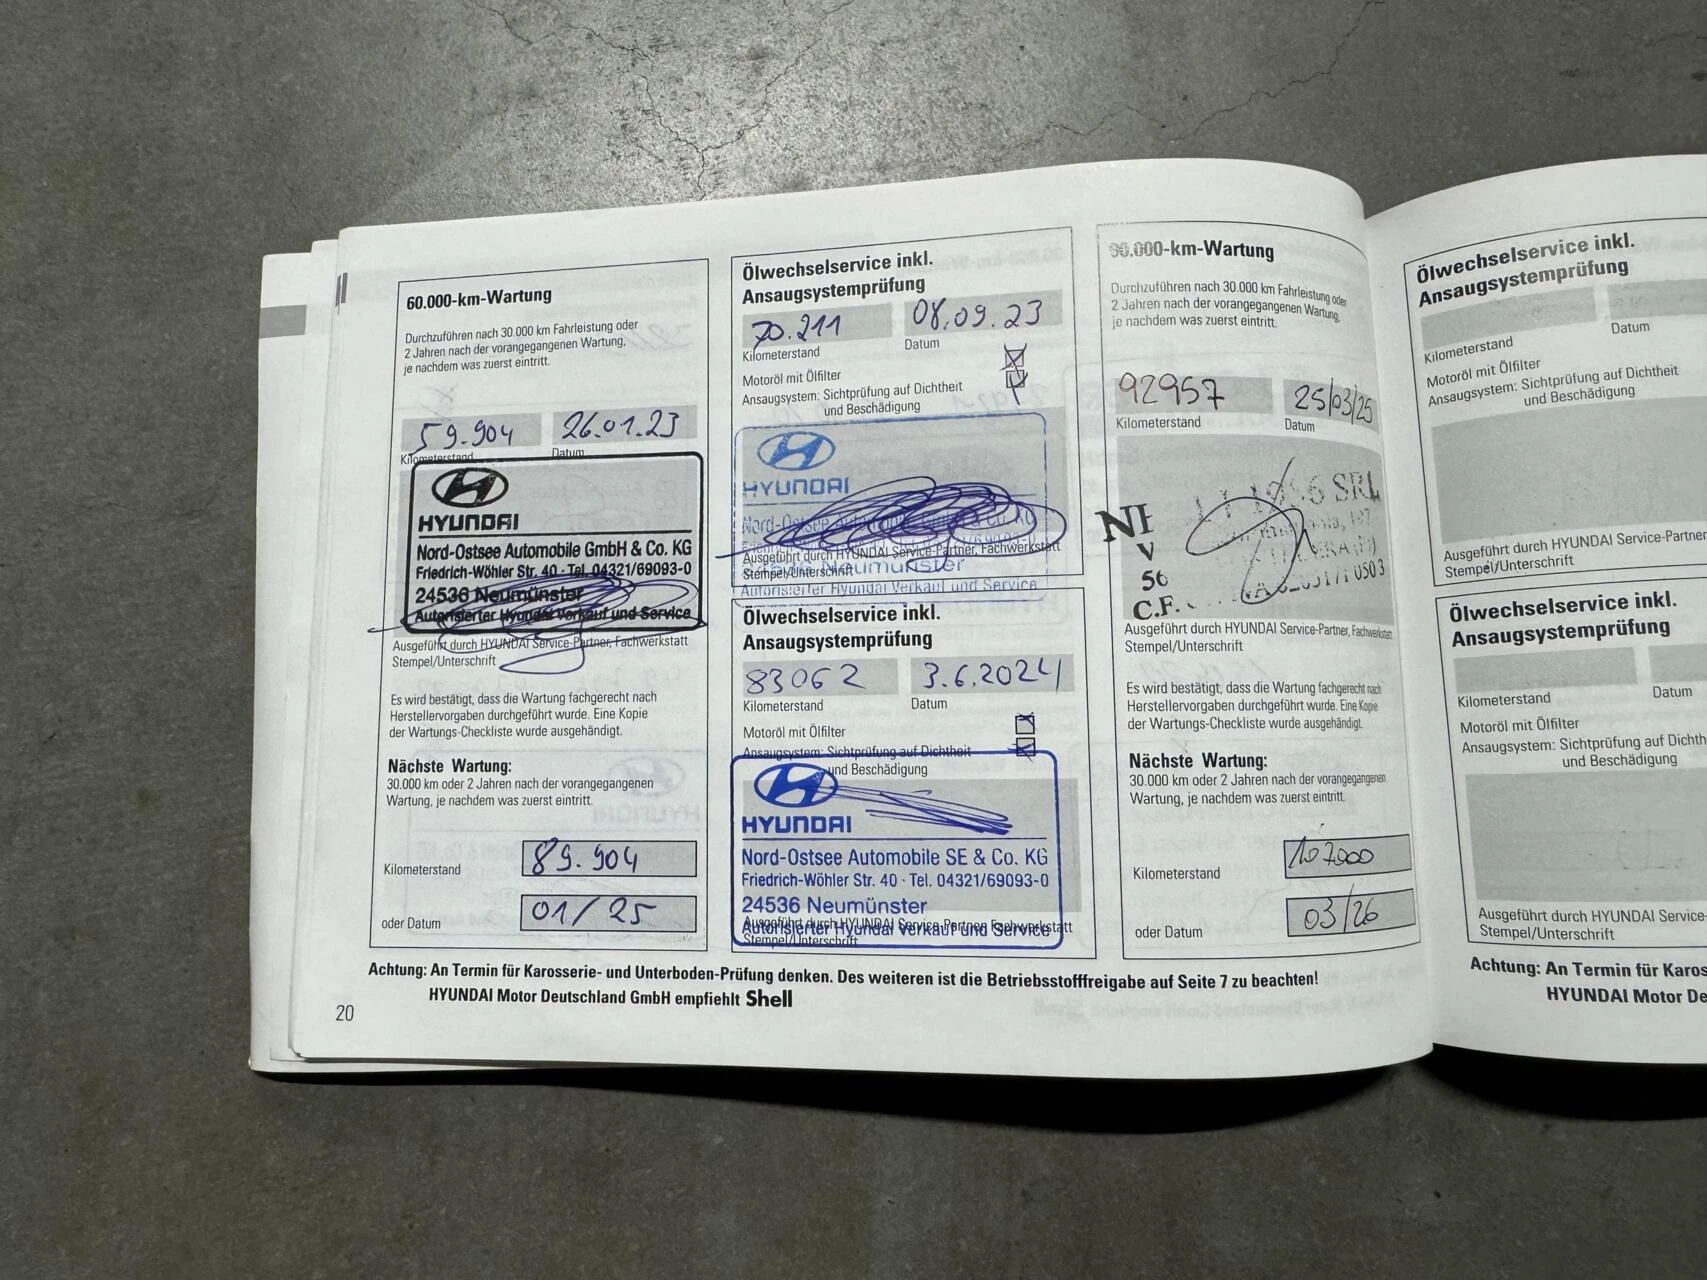 60.000-km-Wartung
Durchzuführen nach 30.000 km Fahrleistung oder
2 Jahren nach der vorangegangenen Wartung,
je nachdem was zuerst eintritt.
59.904 26.01.23
Kilometerstand Datum
HYUNDAI
Nord-Ostsee Automobile GmbH & Co. KG
Friedrich-Wöhler Str. 40 · Tel. 04321/69093-0
24536 Neumünster
Autorisierter Hyundai Verkauf und Service
Ausgeführt durch HYUNDAI Service-Partner, Fachwerkstatt
Stempel/Unterschrift
Es wird bestätigt, dass die Wartung fachgerecht nach
Herstellervorgaben durchgeführt wurde. Eine Kopie
der Wartungs-Checkliste wurde ausgehändigt.
Nächste Wartung:
30.000 km oder 2 Jahren nach der vorangegangenen
Wartung, je nachdem was zuerst eintritt.
Kilometerstand 89.904
oder Datum 01/25
Ölwechselservice inkl.
Ansaugsystemprüfung
70.211 08.09.23
Kilometerstand Datum
Motoröl mit Ölfilter
Ansaugsystem: Sichtprüfung auf Dichtheit
und Beschädigung
HYUNDAI
Nord-Ostsee
Ausgeführt durch HYUNDAI Service-Partner, Fachwerkstatt
Neumünster
Stempel/Unterschrift
Autorisierter Hyundai Verkauf und Service
Ölwechselservice inkl.
Ansaugsystemprüfung
83062 3.6.2024
Kilometerstand Datum
Motoröl mit Ölfilter
Ansaugsystem: Sichtprüfung auf Dichtheit
und Beschädigung
HYUNDAI
Nord-Ostsee Automobile SE & Co. KG
Friedrich-Wöhler Str. 40 · Tel. 04321/69093-0
24536 Neumünster
Ausgeführt durch HYUNDAI Service-Partner, Fachwerkstatt
Autorisierter Hyundai Verkauf und Service
Stempel/Unterschrift
90.000-km-Wartung
Durchzuführen nach 30.000 km Fahrleistung oder
2 Jahren nach der vorangegangenen Wartung,
je nachdem was zuerst eintritt.
92957 25/03/25
Kilometerstand Datum
NI SRL
V
56
C.F.
Ausgeführt durch HYUNDAI Service-Partner, Fachwerkstatt
Stempel/Unterschrift
Es wird bestätigt, dass die Wartung fachgerecht nach
Herstellervorgaben durchgeführt wurde. Eine Kopie
der Wartungs-Checkliste wurde ausgehändigt.
Nächste Wartung:
30.000 km oder 2 Jahren nach der vorangegangenen
Wartung, je nachdem was zuerst eintritt.
Kilometerstand 107000
oder Datum 03/26
Achtung: An Termin für Karosserie- und Unterboden-Prüfung denken. Des weiteren ist die Betriebsstofffreigabe auf Seite 7 zu beachten!
HYUNDAI Motor Deutschland GmbH empfiehlt Shell
20
Ölwechselservice inkl.
Ansaugsystemprüfung
Kilometerstand Datum
Motoröl mit Ölfilter
Ansaugsystem: Sichtprüfung auf Dichtheit
und Beschädigung
Ausgeführt durch HYUNDAI Service-Partner
Stempel/Unterschrift
Ölwechselservice inkl.
Ansaugsystemprüfung
Kilometerstand Datum
Motoröl mit Ölfilter
Ansaugsystem: Sichtprüfung auf Dichth
und Beschädigung
Ausgeführt durch HYUNDAI Service-
Stempel/Unterschrift
Achtung: An Termin für Karos
HYUNDAI Motor De